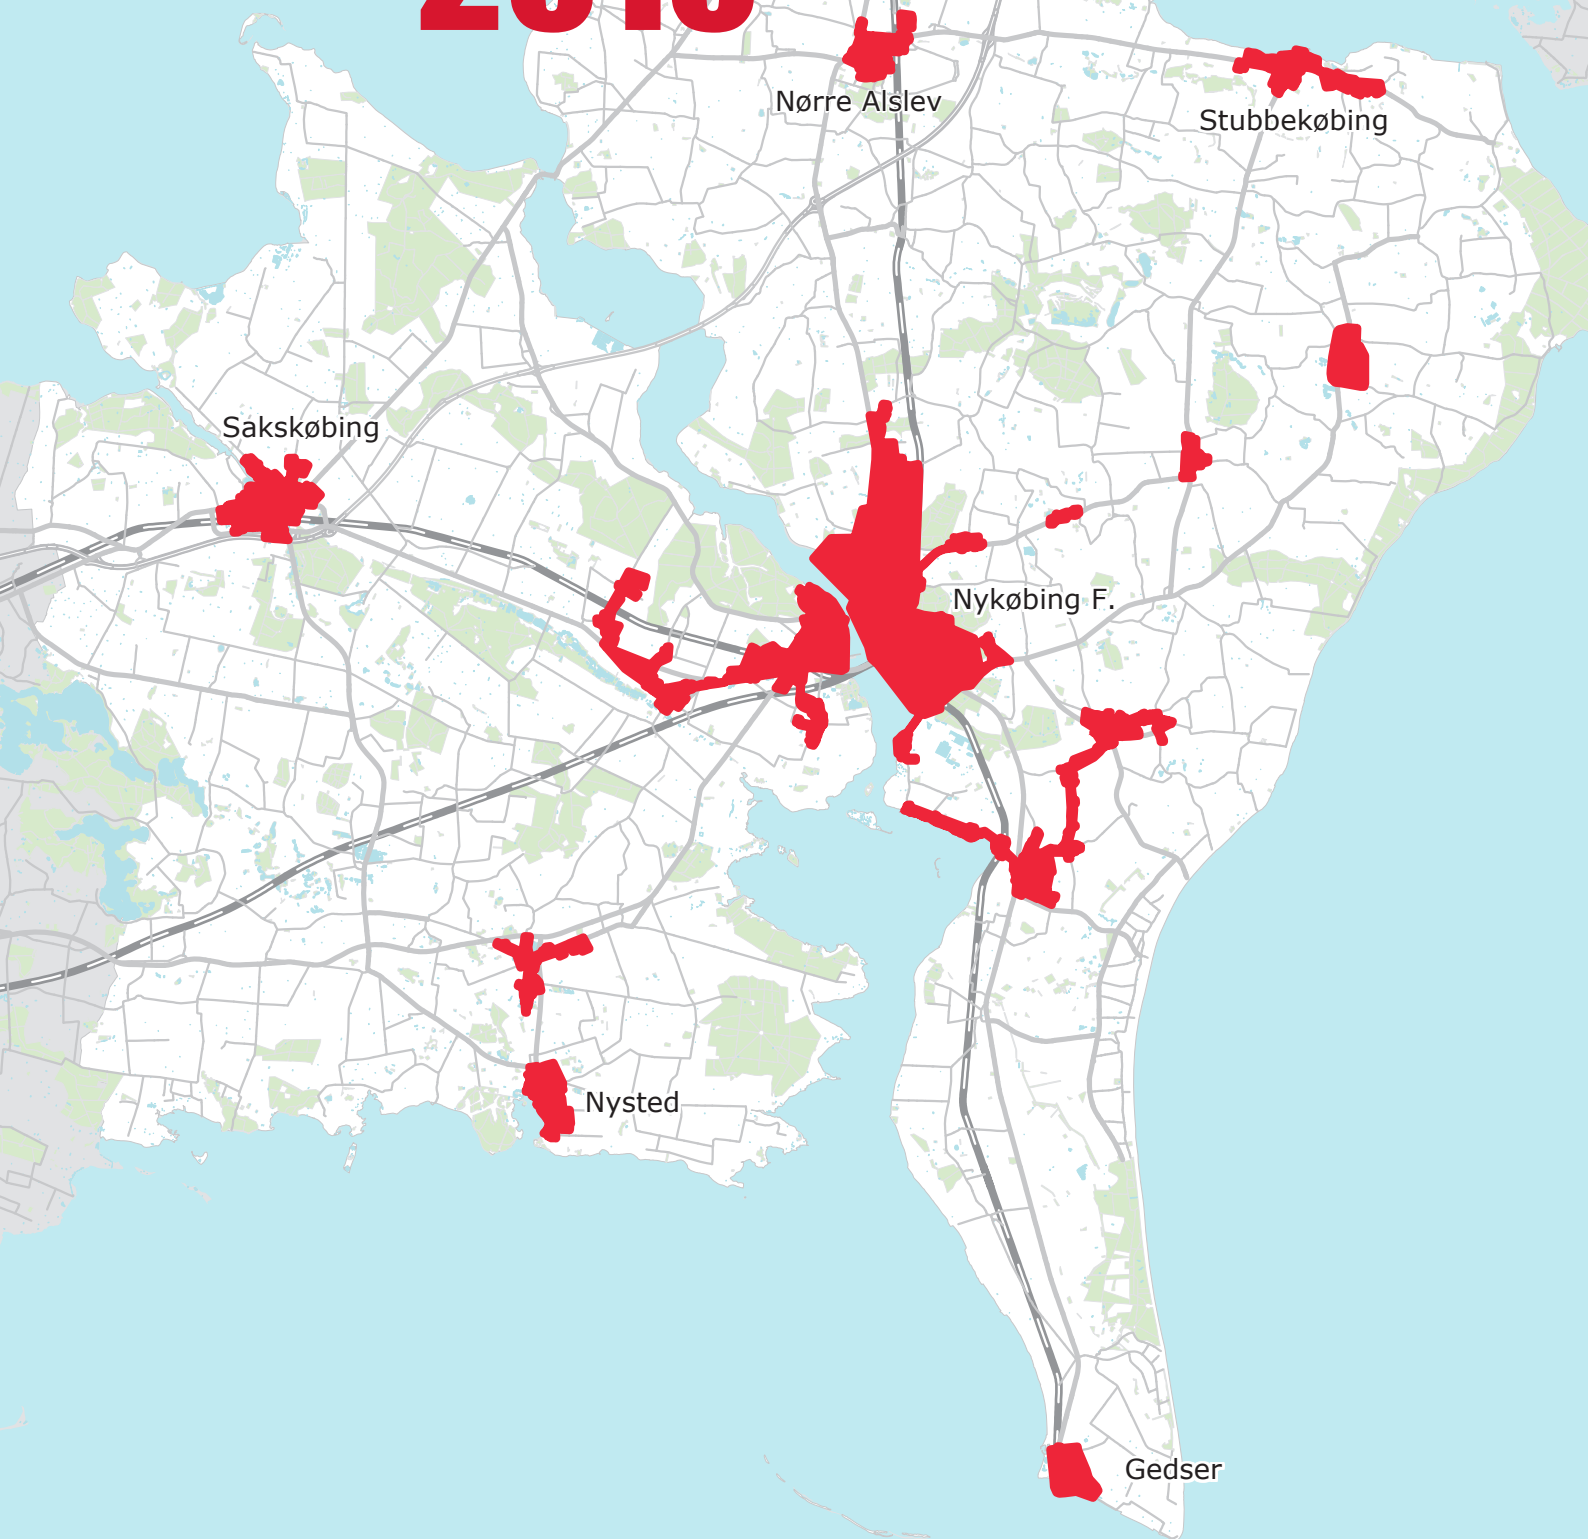 Nørre Alslev
Stubbekøbing
Sakskøbing
Nykøbing F.
Nysted
Gedser